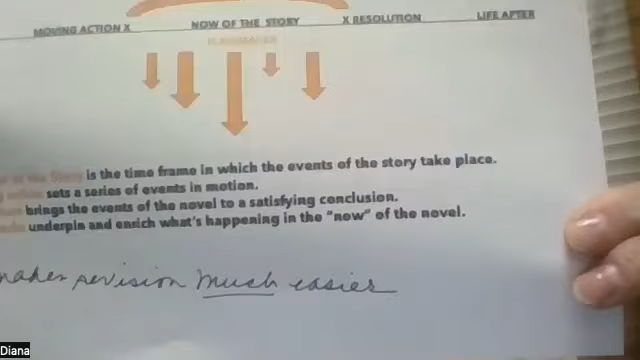 MOVING ACTION X NOW OF THE STORY X RESOLUTION LIFE AFTER
FLASHBACKS
is the time frame in which the events of the story take place.
sets a series of events in motion.
brings the events of the novel to a satisfying conclusion.
underpin and enrich what's happening in the "now" of the novel.
makes revision much easier
Diana